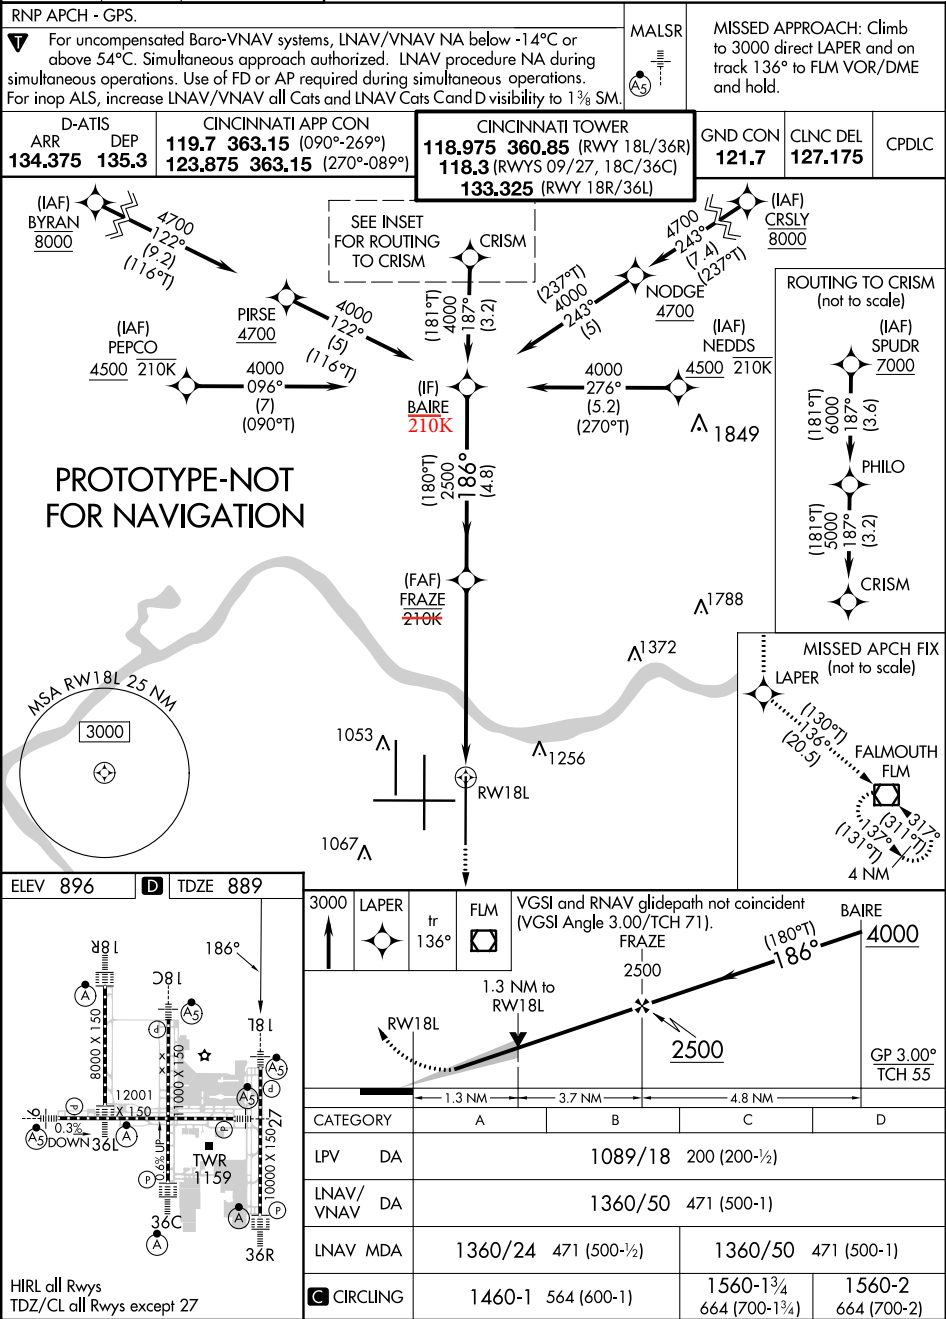 RNP APCH - GPS.
For uncompensated Baro-VNAV systems, LNAV/VNAV NA below -14°C or
above 54°C. Simultaneous approach authorized. LNAV procedure NA during
simultaneous operations. Use of FD or AP required during simultaneous operations.
For inop ALS, increase LNAV/VNAV all Cats and LNAV Cats C and D visibility to 1⅜ SM.
MALSR
A5
MISSED APPROACH: Climb
to 3000 direct LAPER and on
track 136° to FLM VOR/DME
and hold.
D-ATIS
ARR DEP
134.375 135.3
CINCINNATI APP CON
119.7 363.15 (090°-269°)
123.875 363.15 (270°-089°)
CINCINNATI TOWER
118.975 360.85 (RWY 18L/36R)
118.3 (RWYS 09/27, 18C/36C)
133.325 (RWY 18R/36L)
GND CON
121.7
CLNC DEL
127.175
CPDLC
(IAF)
BYRAN
8000
4700
122°
(9.2)
(116°T)
SEE INSET
FOR ROUTING
TO CRISM
CRISM
(181°T)
4000
187°
(3.2)
(IAF)
CRSLY
8000
4700
243°
(7.4)
(237°T)
NODGE
4700
(237°T)
4000
243°
(5)
PIRSE
4700
4000
122°
(5)
(116°T)
(IAF)
PEPCO
4500 210K
4000
096°
(7)
(090°T)
(IF)
BAIRE
210K
(IAF)
NEDDS
4500 210K
4000
276°
(5.2)
(270°T)
1849
ROUTING TO CRISM
(not to scale)
(IAF)
SPUDR
7000
(181°T)
6000
187°
(3.6)
PHILO
(181°T)
5000
187°
(3.2)
CRISM
PROTOTYPE-NOT
FOR NAVIGATION
(180°T)
2500
186°
(4.8)
(FAF)
FRAZE
210K
1788
1372
MSA RW18L 25 NM
3000
1053
1256
RW18L
1067
MISSED APCH FIX
(not to scale)
LAPER
(130°T)
136°
(20.5)
FALMOUTH
FLM
317°
(311°T)
137°
(131°T)
4 NM
ELEV 896
D
TDZE 889
186°
18R
18C
18L
A
A5
P
A5
P
A5
8000 X 150
11000 X 150
12001
X 150
10000 X 150
9
27
P
P
A5
0.3%
DOWN
36L
A
0.6% UP
TWR
1159
P
36C
A
A
P
36R
HIRL all Rwys
TDZ/CL all Rwys except 27
3000
LAPER
tr
136°
FLM
VGSI and RNAV glidepath not coincident
(VGSI Angle 3.00/TCH 71).
FRAZE
2500
BAIRE
4000
(180°T)
186°
1.3 NM to
RW18L
RW18L
2500
GP 3.00°
TCH 55
1.3 NM 3.7 NM 4.8 NM
CATEGORY A B C D
LPV DA 1089/18 200 (200-½)
LNAV/
VNAV DA 1360/50 471 (500-1)
LNAV MDA 1360/24 471 (500-½) 1360/50 471 (500-1)
C CIRCLING 1460-1 564 (600-1) 1560-1¾ 664 (700-1¾) 1560-2 664 (700-2)